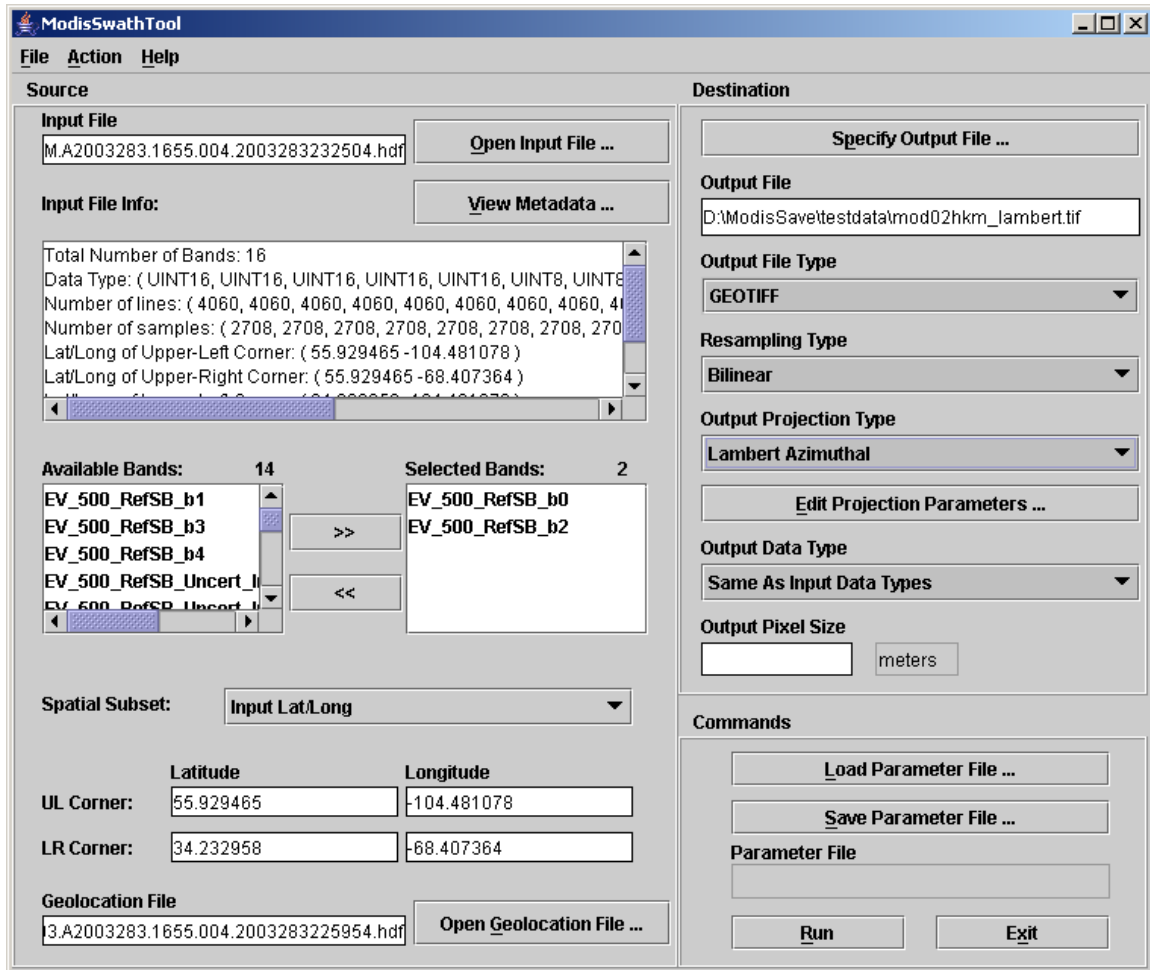 ModisSwathTool
File Action Help
Source
Input File
M.A2003283.1655.004.2003283232504.hdf
Open Input File ...
Input File Info:
View Metadata ...
Total Number of Bands: 16
Data Type: ( UINT16, UINT16, UINT16, UINT16, UINT16, UINT8, UINT8
Number of lines: ( 4060, 4060, 4060, 4060, 4060, 4060, 4060, 4060,
Number of samples: ( 2708, 2708, 2708, 2708, 2708, 2708, 2708, 270
Lat/Long of Upper-Left Corner: ( 55.929465 -104.481078 )
Lat/Long of Upper-Right Corner: ( 55.929465 -68.407364 )
Available Bands: 14
EV_500_RefSB_b1
EV_500_RefSB_b3
EV_500_RefSB_b4
EV_500_RefSB_Uncert_I
>>
<<
Selected Bands: 2
EV_500_RefSB_b0
EV_500_RefSB_b2
Spatial Subset: Input Lat/Long
Latitude Longitude
UL Corner: 55.929465 -104.481078
LR Corner: 34.232958 -68.407364
Geolocation File
3.A2003283.1655.004.2003283225954.hdf
Open Geolocation File ...
Destination
Specify Output File ...
Output File
D:\ModisSave\testdata\mod02hkm_lambert.tif
Output File Type
GEOTIFF
Resampling Type
Bilinear
Output Projection Type
Lambert Azimuthal
Edit Projection Parameters ...
Output Data Type
Same As Input Data Types
Output Pixel Size
meters
Commands
Load Parameter File ...
Save Parameter File ...
Parameter File
Run
Exit